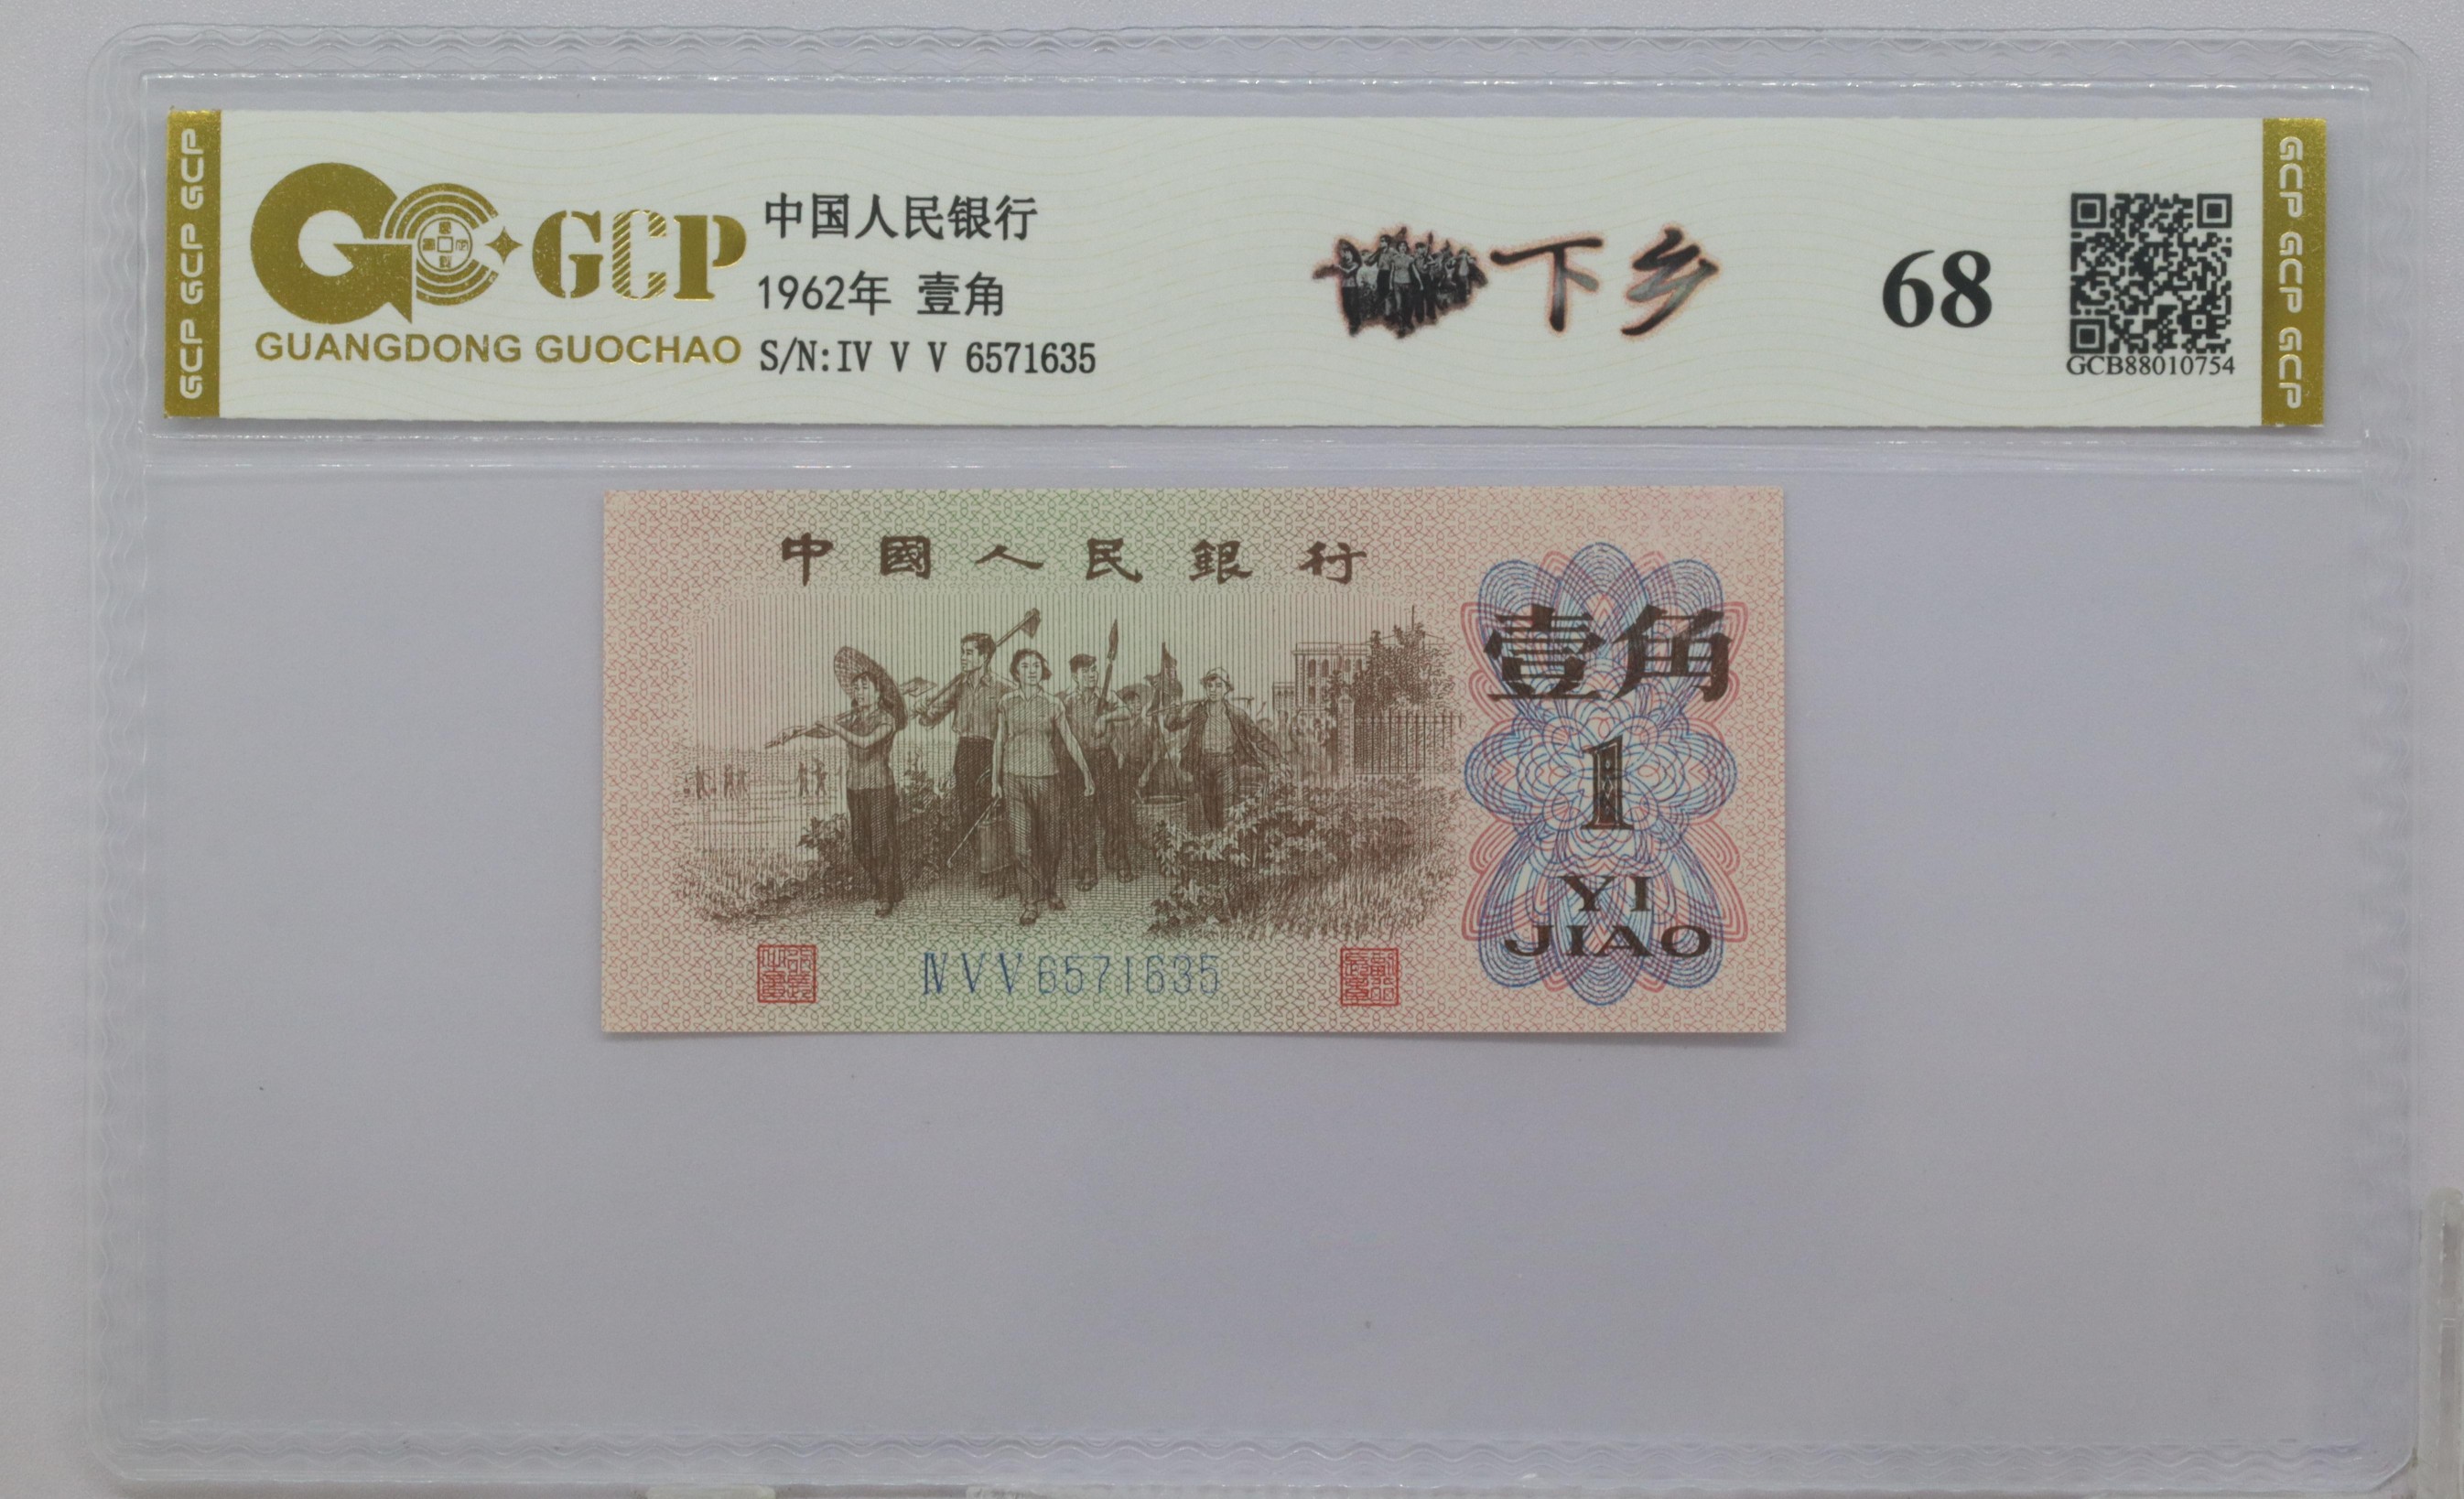 GCP GCP GCP
GCP
GUANGDONG GUOCHAO
中国人民银行
1962年 壹角
S/N:IV V V 6571635
下乡
68
GCB88010754
GCP GCP GCP
中國人民銀行
壹角
1
YI
JIAO
IV V V 6571635